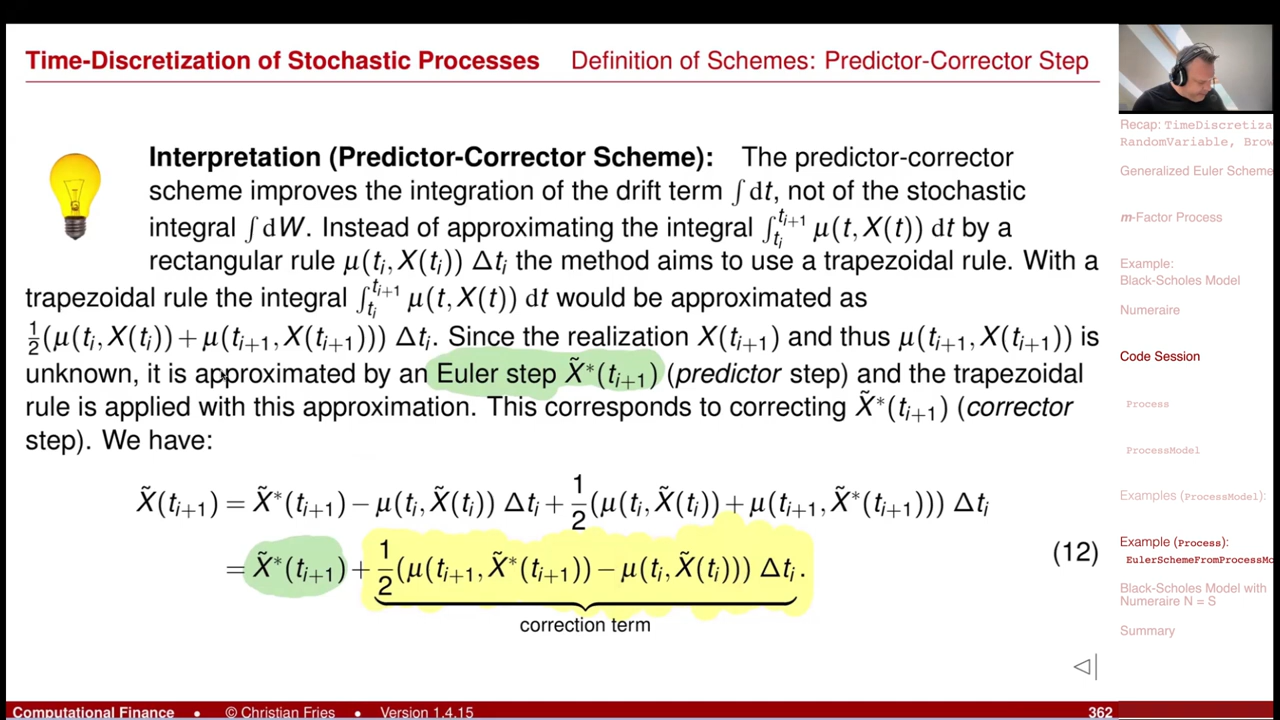 Time-Discretization of Stochastic Processes Definition of Schemes: Predictor-Corrector Step
Interpretation (Predictor-Corrector Scheme): The predictor-corrector
scheme improves the integration of the drift term ∫ dt, not of the stochastic
integral ∫ dW. Instead of approximating the integral ∫_{t_i}^{t_{i+1}} μ(t, X(t)) dt by a
rectangular rule μ(t_i, X(t_i)) Δt_i the method aims to use a trapezoidal rule. With a
trapezoidal rule the integral ∫_{t_i}^{t_{i+1}} μ(t, X(t)) dt would be approximated as
½(μ(t_i, X(t_i)) + μ(t_{i+1}, X(t_{i+1}))) Δt_i. Since the realization X(t_{i+1}) and thus μ(t_{i+1}, X(t_{i+1})) is
unknown, it is approximated by an Euler step X̃*(t_{i+1}) (predictor step) and the trapezoidal
rule is applied with this approximation. This corresponds to correcting X̃*(t_{i+1}) (corrector
step). We have:
X̃(t_{i+1}) = X̃*(t_{i+1}) − μ(t_i, X̃(t_i)) Δt_i + ½(μ(t_i, X̃(t_i)) + μ(t_{i+1}, X̃*(t_{i+1}))) Δt_i
= X̃*(t_{i+1}) + ½(μ(t_{i+1}, X̃*(t_{i+1})) − μ(t_i, X̃(t_i))) Δt_i. (12)
correction term
Computational Finance • © Christian Fries • Version 1.4.15 362
Recap: TimeDiscretiza
RandomVariable, Brow
Generalized Euler Scheme
m-Factor Process
Example:
Black-Scholes Model
Numeraire
Code Session
Process
ProcessModel
Examples (ProcessModel):
Example (Process):
EulerSchemeFromProcessMo
Black-Scholes Model with
Numeraire N = S
Summary